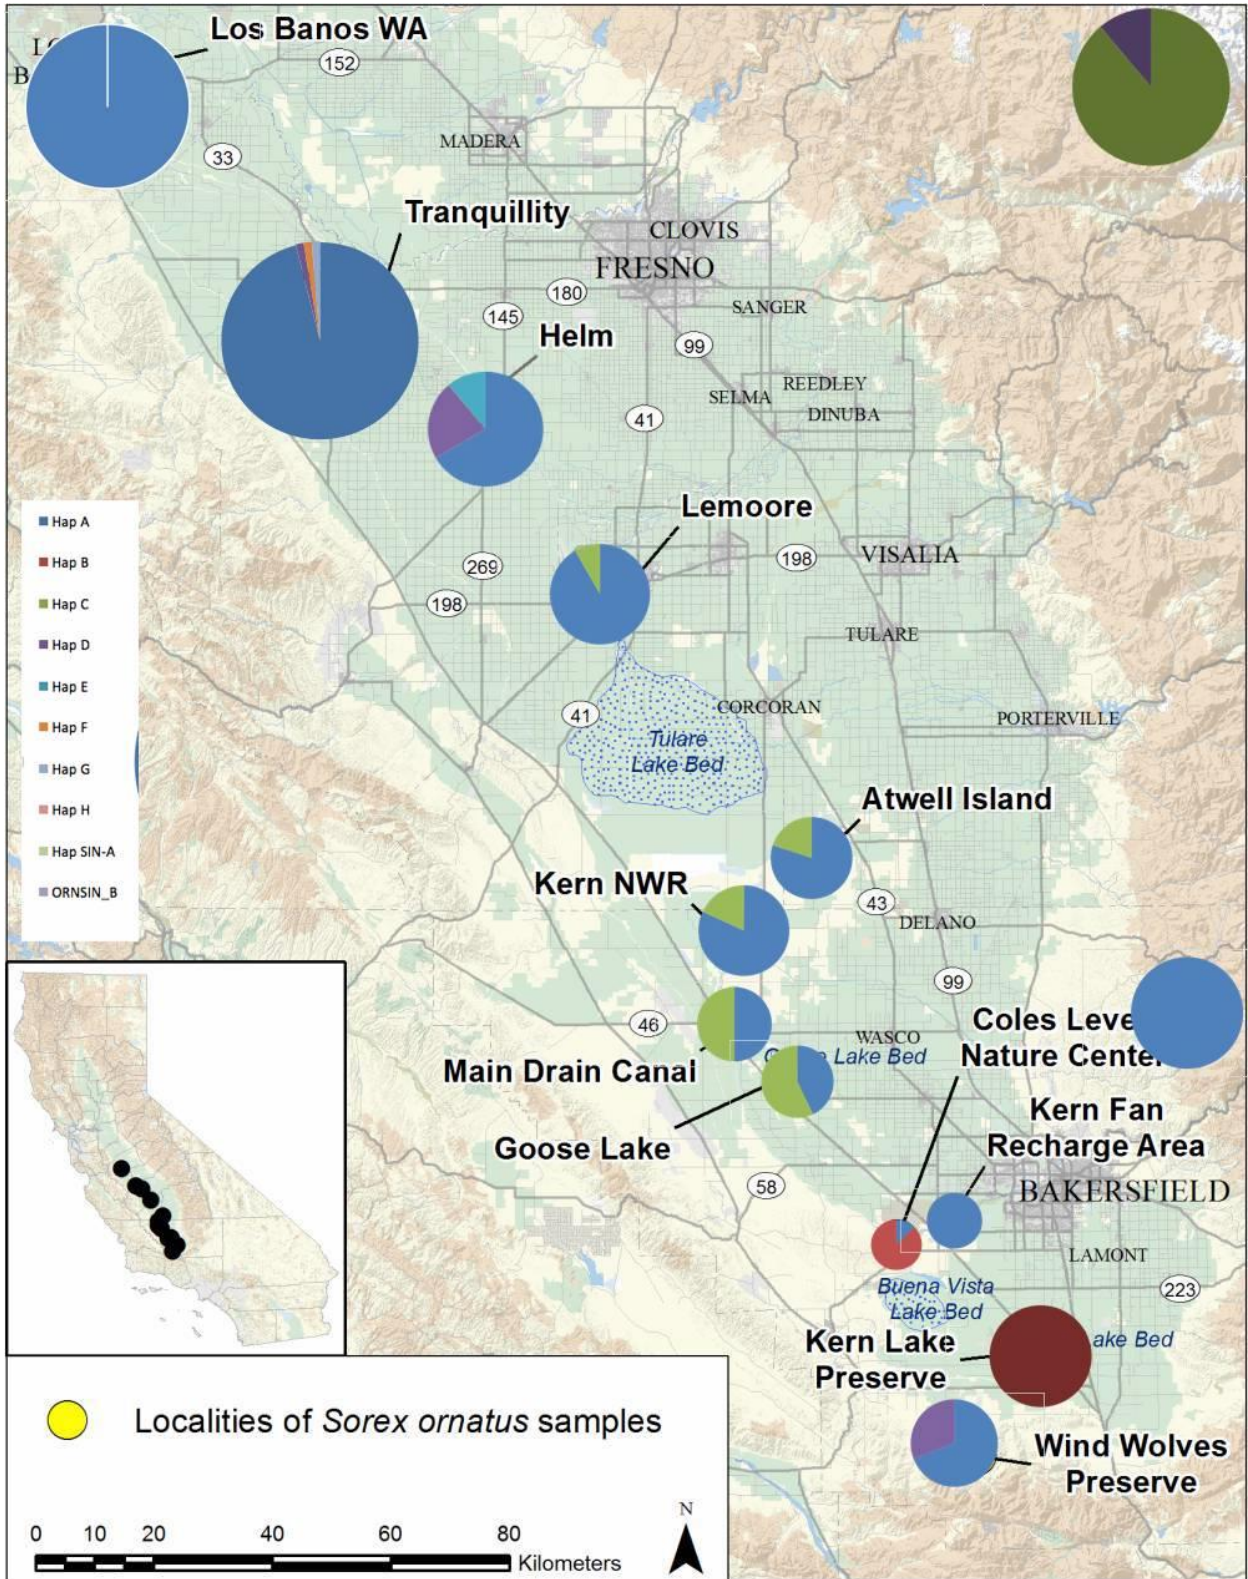 Los Banos WA
152
MADERA
33
Tranquillity
CLOVIS
FRESNO
180
SANGER
145
Helm
99
REEDLEY
SELMA
DINUBA
41
Hap A
Hap B
Hap C
Hap D
Hap E
Hap F
Hap G
Hap H
Hap SIN-A
ORNSIN_B
Lemoore
198
VISALIA
269
198
TULARE
CORCORAN
41
PORTERVILLE
Tulare
Lake Bed
Atwell Island
Kern NWR
43
DELANO
99
46
WASCO
Coles Leve
Nature Center
Lake Bed
Main Drain Canal
Kern Fan
Recharge Area
Goose Lake
58
BAKERSFIELD
LAMONT
Buena Vista
Lake Bed
223
Kern Lake
Preserve
ake Bed
Wind Wolves
Preserve
Localities of Sorex ornatus samples
N
0 10 20 40 60 80
Kilometers